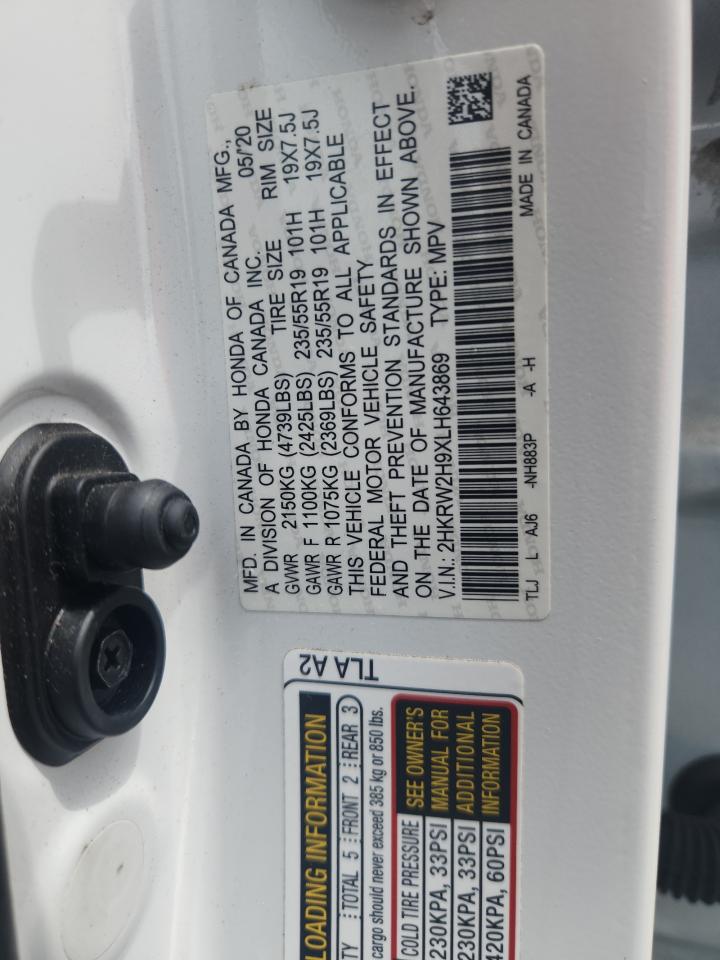 MFD. IN CANADA BY HONDA OF CANADA MFG.,
A DIVISION OF HONDA CANADA INC. 05/'20
GVWR 2150KG (4739LBS) TIRE SIZE RIM SIZE
GAWR F 1100KG (2425LBS) 235/55R19 101H 19X7.5J
GAWR R 1075KG (2369LBS) 235/55R19 101H 19X7.5J
THIS VEHICLE CONFORMS TO ALL APPLICABLE
FEDERAL MOTOR VEHICLE SAFETY
AND THEFT PREVENTION STANDARDS IN EFFECT
ON THE DATE OF MANUFACTURE SHOWN ABOVE.
V.I.N.: 2HKRW2H9XLH643869 TYPE: MPV
TLJ L AJ6 -NH883P -A -H MADE IN CANADA
TLA A2
LOADING INFORMATION
TOTAL 5 FRONT 2 REAR 3
cargo should never exceed 385 kg or 850 lbs.
COLD TIRE PRESSURE SEE OWNER'S
230KPA, 33PSI MANUAL FOR
230KPA, 33PSI ADDITIONAL
420KPA, 60PSI INFORMATION